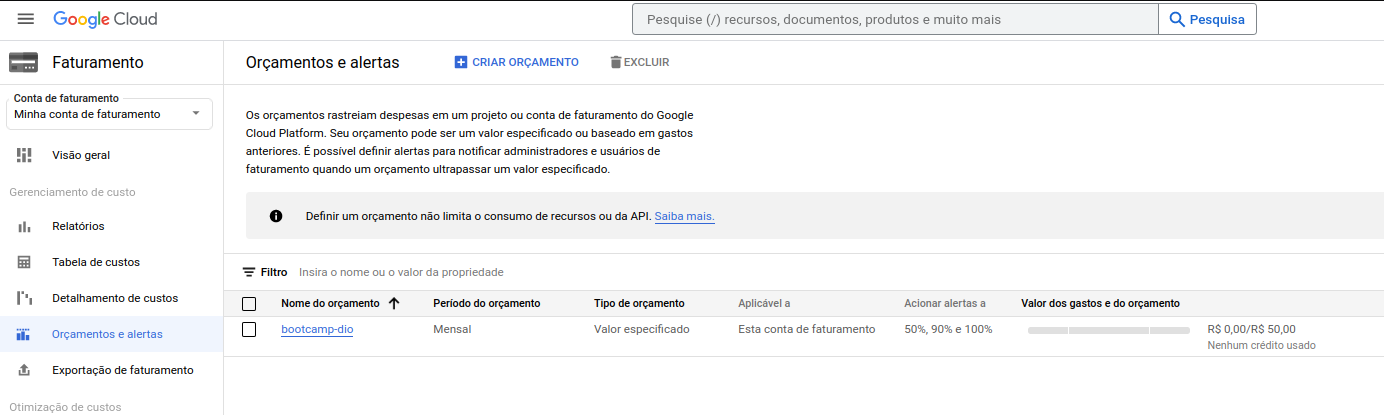 Google Cloud
Pesquise (/) recursos, documentos, produtos e muito mais
Pesquisa
Faturamento
Orçamentos e alertas
CRIAR ORÇAMENTO
EXCLUIR
Conta de faturamento
Minha conta de faturamento
Visão geral
Gerenciamento de custo
Relatórios
Tabela de custos
Detalhamento de custos
Orçamentos e alertas
Exportação de faturamento
Otimização de custos
Os orçamentos rastreiam despesas em um projeto ou conta de faturamento do Google
Cloud Platform. Seu orçamento pode ser um valor especificado ou baseado em gastos
anteriores. É possível definir alertas para notificar administradores e usuários de
faturamento quando um orçamento ultrapassar um valor especificado.
Definir um orçamento não limita o consumo de recursos ou da API. Saiba mais.
Filtro Insira o nome ou o valor da propriedade
Nome do orçamento Período do orçamento Tipo de orçamento Aplicável a Acionar alertas a Valor dos gastos e do orçamento
bootcamp-dio Mensal Valor especificado Esta conta de faturamento 50%, 90% e 100% R$ 0,00/R$ 50,00
Nenhum crédito usado